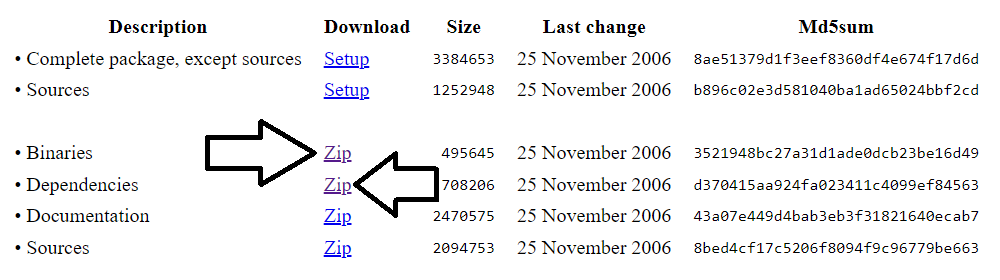 Description Download Size Last change Md5sum
• Complete package, except sources Setup 3384653 25 November 2006 8ae51379d1f3eef8360df4e674f17d6d
• Sources Setup 1252948 25 November 2006 b896c02e3d581040ba1ad65024bbf2cd
• Binaries Zip 495645 25 November 2006 3521948bc27a31d1ade0dcb23be16d49
• Dependencies Zip 708206 25 November 2006 d370415aa924fa023411c4099ef84563
• Documentation Zip 2470575 25 November 2006 43a07e449d4bab3eb3f31821640ecab7
• Sources Zip 2094753 25 November 2006 8bed4cf17c5206f8094f9c96779be663